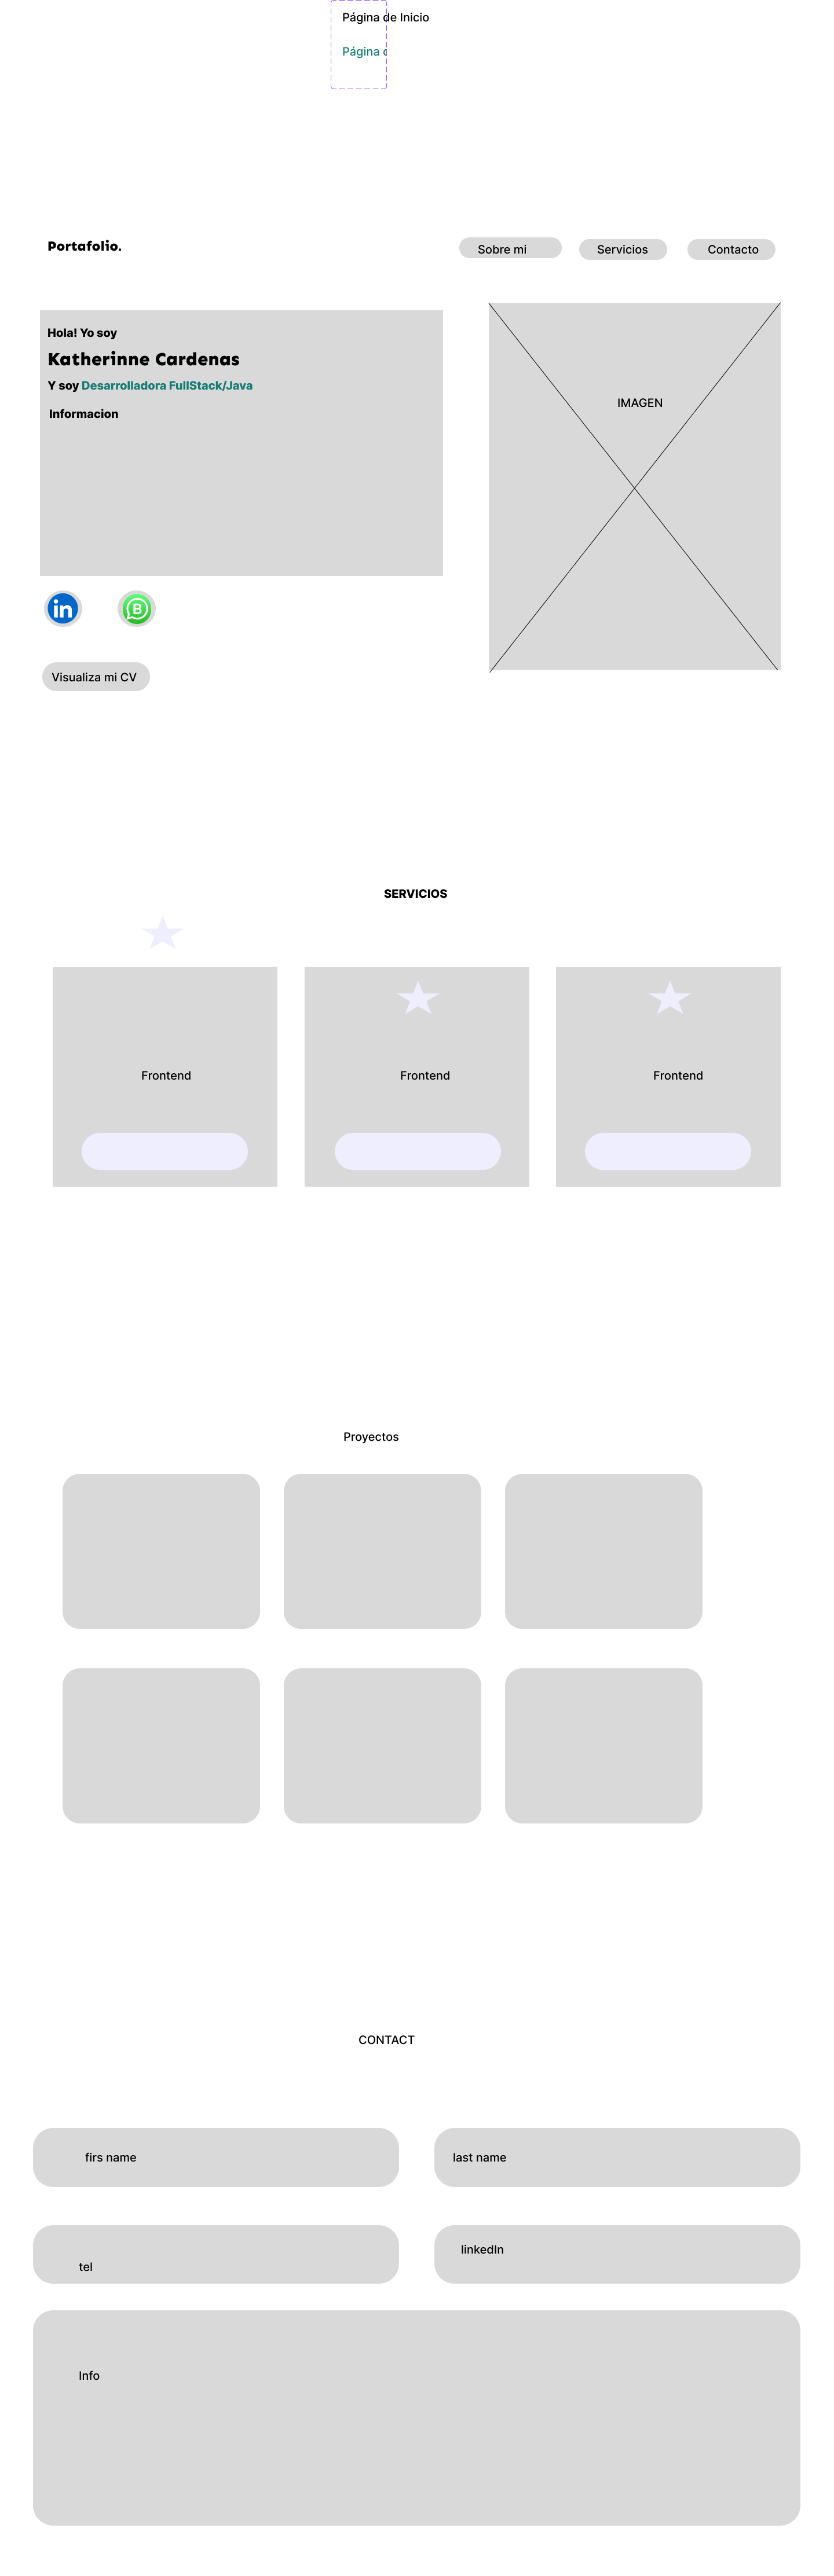 Página de Inicio
Página
Portafolio.
Sobre mi
Servicios
Contacto
Hola! Yo soy
Katherinne Cardenas
Y soy Desarrolladora FullStack/Java
Informacion
IMAGEN
in
B
Visualiza mi CV
SERVICIOS
Frontend
Frontend
Frontend
Proyectos
CONTACT
firs name
last name
tel
linkedIn
Info